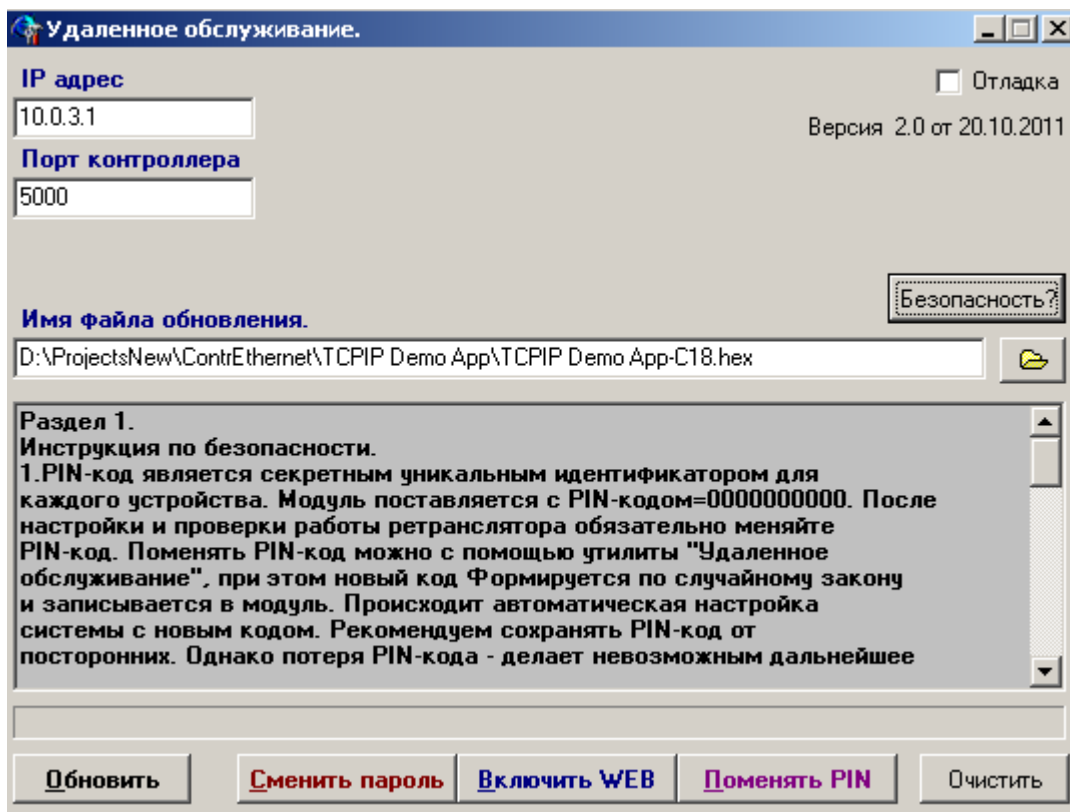 Удаленное обслуживание.
IP адрес
Отладка
10.0.3.1
Версия 2.0 от 20.10.2011
Порт контроллера
5000
Безопасность?
Имя файла обновления.
D:\ProjectsNew\ContrEthernet\TCPIP Demo App\TCPIP Demo App-C18.hex
Раздел 1.
Инструкция по безопасности.
1.PIN-код является секретным уникальным идентификатором для
каждого устройства. Модуль поставляется с PIN-кодом=0000000000. После
настройки и проверки работы ретранслятора обязательно меняйте
PIN-код. Поменять PIN-код можно с помощью утилиты "Удаленное
обслуживание", при этом новый код Формируется по случайному закону
и записывается в модуль. Происходит автоматическая настройка
системы с новым кодом. Рекомендуем сохранять PIN-код от
посторонних. Однако потеря PIN-кода - делает невозможным дальнейшее
Обновить
Сменить пароль
Включить WEB
Поменять PIN
Очистить